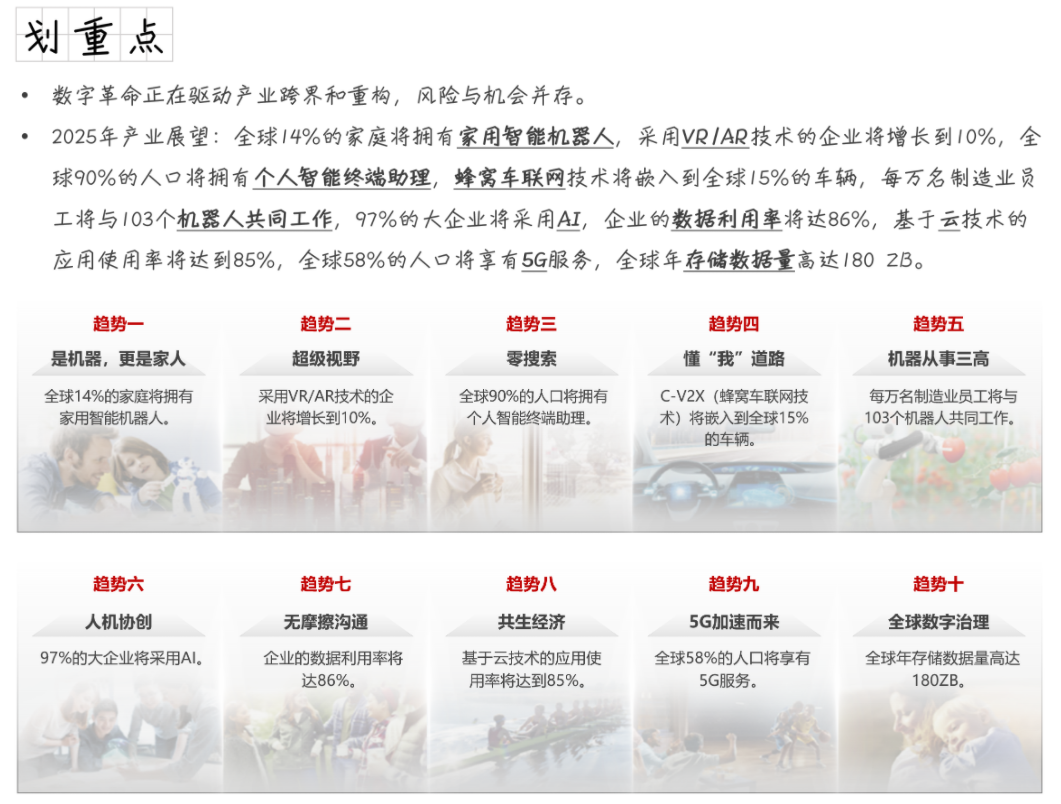 划重点
• 数字革命正在驱动产业跨界和重构，风险与机会并存。
• 2025年产业展望：全球14%的家庭将拥有家用智能机器人，采用VR/AR技术的企业将增长到10%，全
球90%的人口将拥有个人智能终端助理，蜂窝车联网技术将嵌入到全球15%的车辆，每万名制造业员
工将与103个机器人共同工作，97%的大企业将采用AI，企业的数据利用率将达86%，基于云技术的
应用使用率将达到85%，全球58%的人口将享有5G服务，全球年存储数据量高达180 ZB。
趋势一
是机器，更是家人
全球14%的家庭将拥有
家用智能机器人。
趋势二
超级视野
采用VR/AR技术的企
业将增长到10%。
趋势三
零搜索
全球90%的人口将拥有
个人智能终端助理。
趋势四
懂“我”道路
C-V2X（蜂窝车联网技
术）将嵌入到全球15%
的车辆。
趋势五
机器从事三高
每万名制造业员工将与
103个机器人共同工作。
趋势六
人机协创
97%的大企业将采用AI。
趋势七
无摩擦沟通
企业的数据利用率将
达86%。
趋势八
共生经济
基于云技术的应用使
用率将达到85%。
趋势九
5G加速而来
全球58%的人口将享有
5G服务。
趋势十
全球数字治理
全球年存储数据量高达
180ZB。